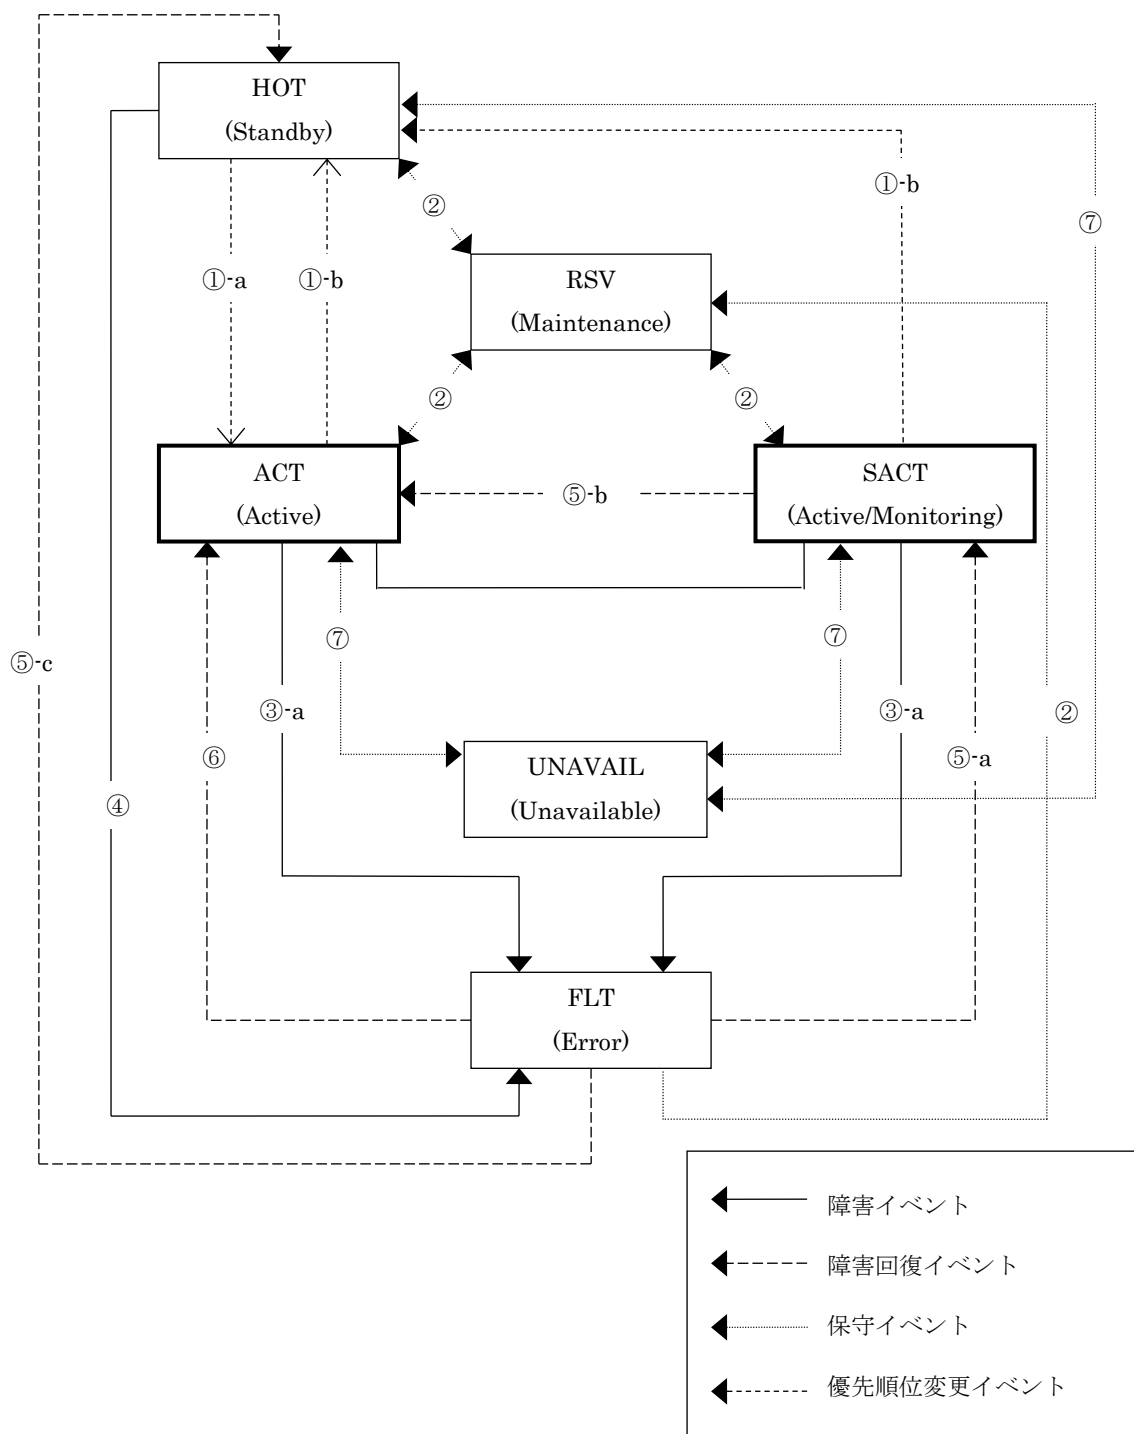 HOT
(Standby)
①-b
②
⑦
①-a
①-b
RSV
(Maintenance)
②
②
ACT
(Active)
⑤-b
SACT
(Active/Monitoring)
⑦
⑦
⑤-c
③-a
③-a
②
⑥
⑤-a
UNAVAIL
(Unavailable)
④
FLT
(Error)
障害イベント
障害回復イベント
保守イベント
優先順位変更イベント